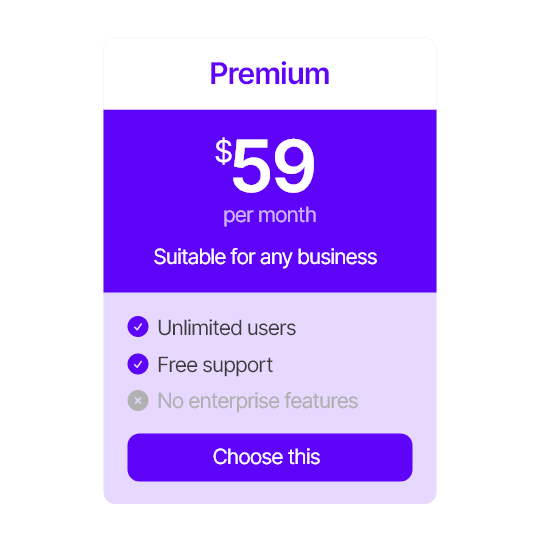 Premium
$59
per month
Suitable for any business
Unlimited users
Free support
No enterprise features
Choose this